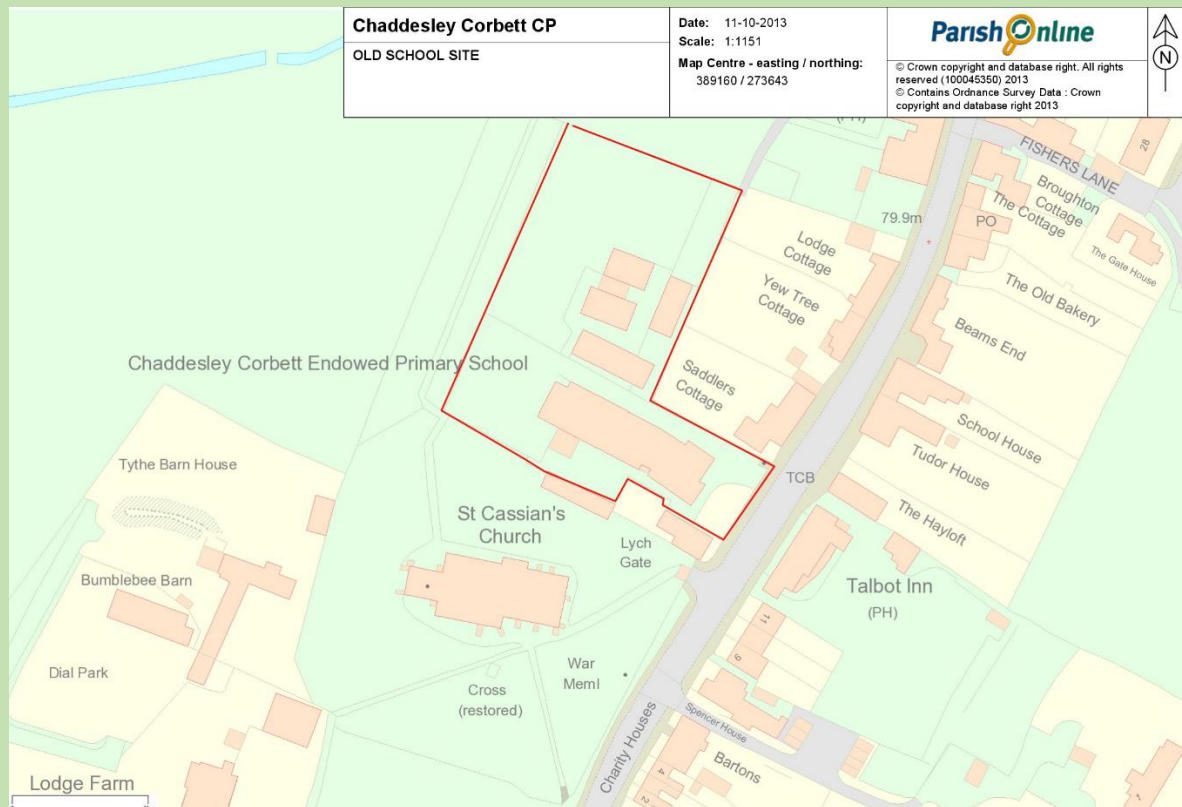 Chaddesley Corbett CP
OLD SCHOOL SITE
Date: 11-10-2013
Scale: 1:1151
Map Centre - easting / northing:
389160 / 273643
Parish Online
© Crown copyright and database right. All rights
reserved (100045350) 2013
© Contains Ordnance Survey Data : Crown
copyright and database right 2013
N
(PH)
FISHERS LANE
28
Broughton
Cottage
The Cottage
79.9m
PO
Lodge
Cottage
The Gate House
Yew Tree
Cottage
The Old Bakery
Beams End
Chaddesley Corbett Endowed Primary School
Saddlers
Cottage
School House
Tudor House
Tythe Barn House
TCB
The Hayloft
St Cassian's
Church
Lych
Gate
Bumblebee Barn
Talbot Inn
(PH)
11
9
Dial Park
War
Meml
Cross
(restored)
Spencer House
Charity Houses
Bartons
4
2
Lodge Farm